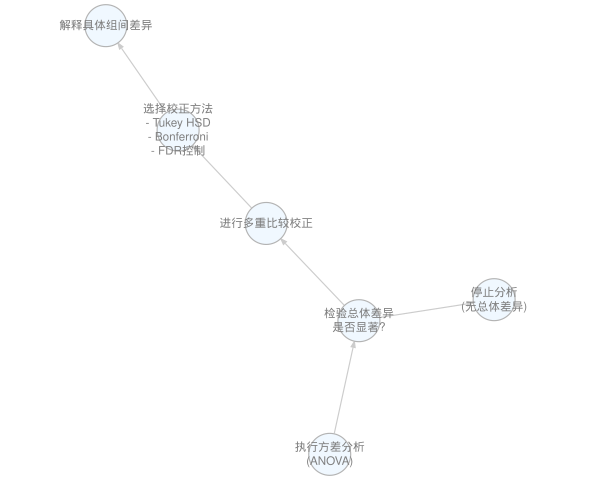 解释具体组间差异
选择校正方法
- Tukey HSD
- Bonferroni
- FDR控制
进行多重比较校正
停止分析
(无总体差异)
检验总体差异
是否显著?
执行方差分析
(ANOVA)